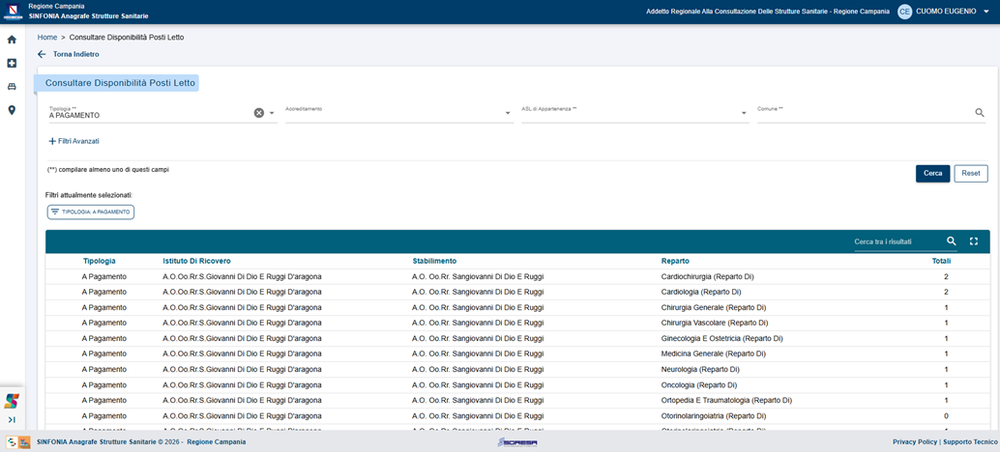 Regione Campania
SINFONIA Anagrafe Strutture Sanitarie
Addetto Regionale Alla Consultazione Delle Strutture Sanitarie - Regione Campania
CE
CUOMO EUGENIO
Home > Consultare Disponibilità Posti Letto
Torna Indietro
Consultare Disponibilità Posti Letto
Tipologia ** Accreditamento ASL di Appartenenza ** Comune **
A PAGAMENTO
+ Filtri Avanzati
(**) compilare almeno uno di questi campi
Cerca Reset
Filtri attualmente selezionati:
TIPOLOGIA: A PAGAMENTO
Cerca tra i risultati
Tipologia Istituto Di Ricovero Stabilimento Reparto Totali
A Pagamento A.O.Oo.Rr.S.Giovanni Di Dio E Ruggi D'aragona A.O. Oo.Rr. Sangiovanni Di Dio E Ruggi Cardiochirurgia (Reparto Di) 2
A Pagamento A.O.Oo.Rr.S.Giovanni Di Dio E Ruggi D'aragona A.O. Oo.Rr. Sangiovanni Di Dio E Ruggi Cardiologia (Reparto Di) 2
A Pagamento A.O.Oo.Rr.S.Giovanni Di Dio E Ruggi D'aragona A.O. Oo.Rr. Sangiovanni Di Dio E Ruggi Chirurgia Generale (Reparto Di) 1
A Pagamento A.O.Oo.Rr.S.Giovanni Di Dio E Ruggi D'aragona A.O. Oo.Rr. Sangiovanni Di Dio E Ruggi Chirurgia Vascolare (Reparto Di) 1
A Pagamento A.O.Oo.Rr.S.Giovanni Di Dio E Ruggi D'aragona A.O. Oo.Rr. Sangiovanni Di Dio E Ruggi Ginecologia E Ostetricia (Reparto Di) 1
A Pagamento A.O.Oo.Rr.S.Giovanni Di Dio E Ruggi D'aragona A.O. Oo.Rr. Sangiovanni Di Dio E Ruggi Medicina Generale (Reparto Di) 1
A Pagamento A.O.Oo.Rr.S.Giovanni Di Dio E Ruggi D'aragona A.O. Oo.Rr. Sangiovanni Di Dio E Ruggi Neurologia (Reparto Di) 1
A Pagamento A.O.Oo.Rr.S.Giovanni Di Dio E Ruggi D'aragona A.O. Oo.Rr. Sangiovanni Di Dio E Ruggi Oncologia (Reparto Di) 1
A Pagamento A.O.Oo.Rr.S.Giovanni Di Dio E Ruggi D'aragona A.O. Oo.Rr. Sangiovanni Di Dio E Ruggi Ortopedia E Traumatologia (Reparto Di) 1
A Pagamento A.O.Oo.Rr.S.Giovanni Di Dio E Ruggi D'aragona A.O. Oo.Rr. Sangiovanni Di Dio E Ruggi Otorinolaringoiatria (Reparto Di) 0
SINFONIA Anagrafe Strutture Sanitarie © 2026 - Regione Campania
SORESA
Privacy Policy | Supporto Tecnico